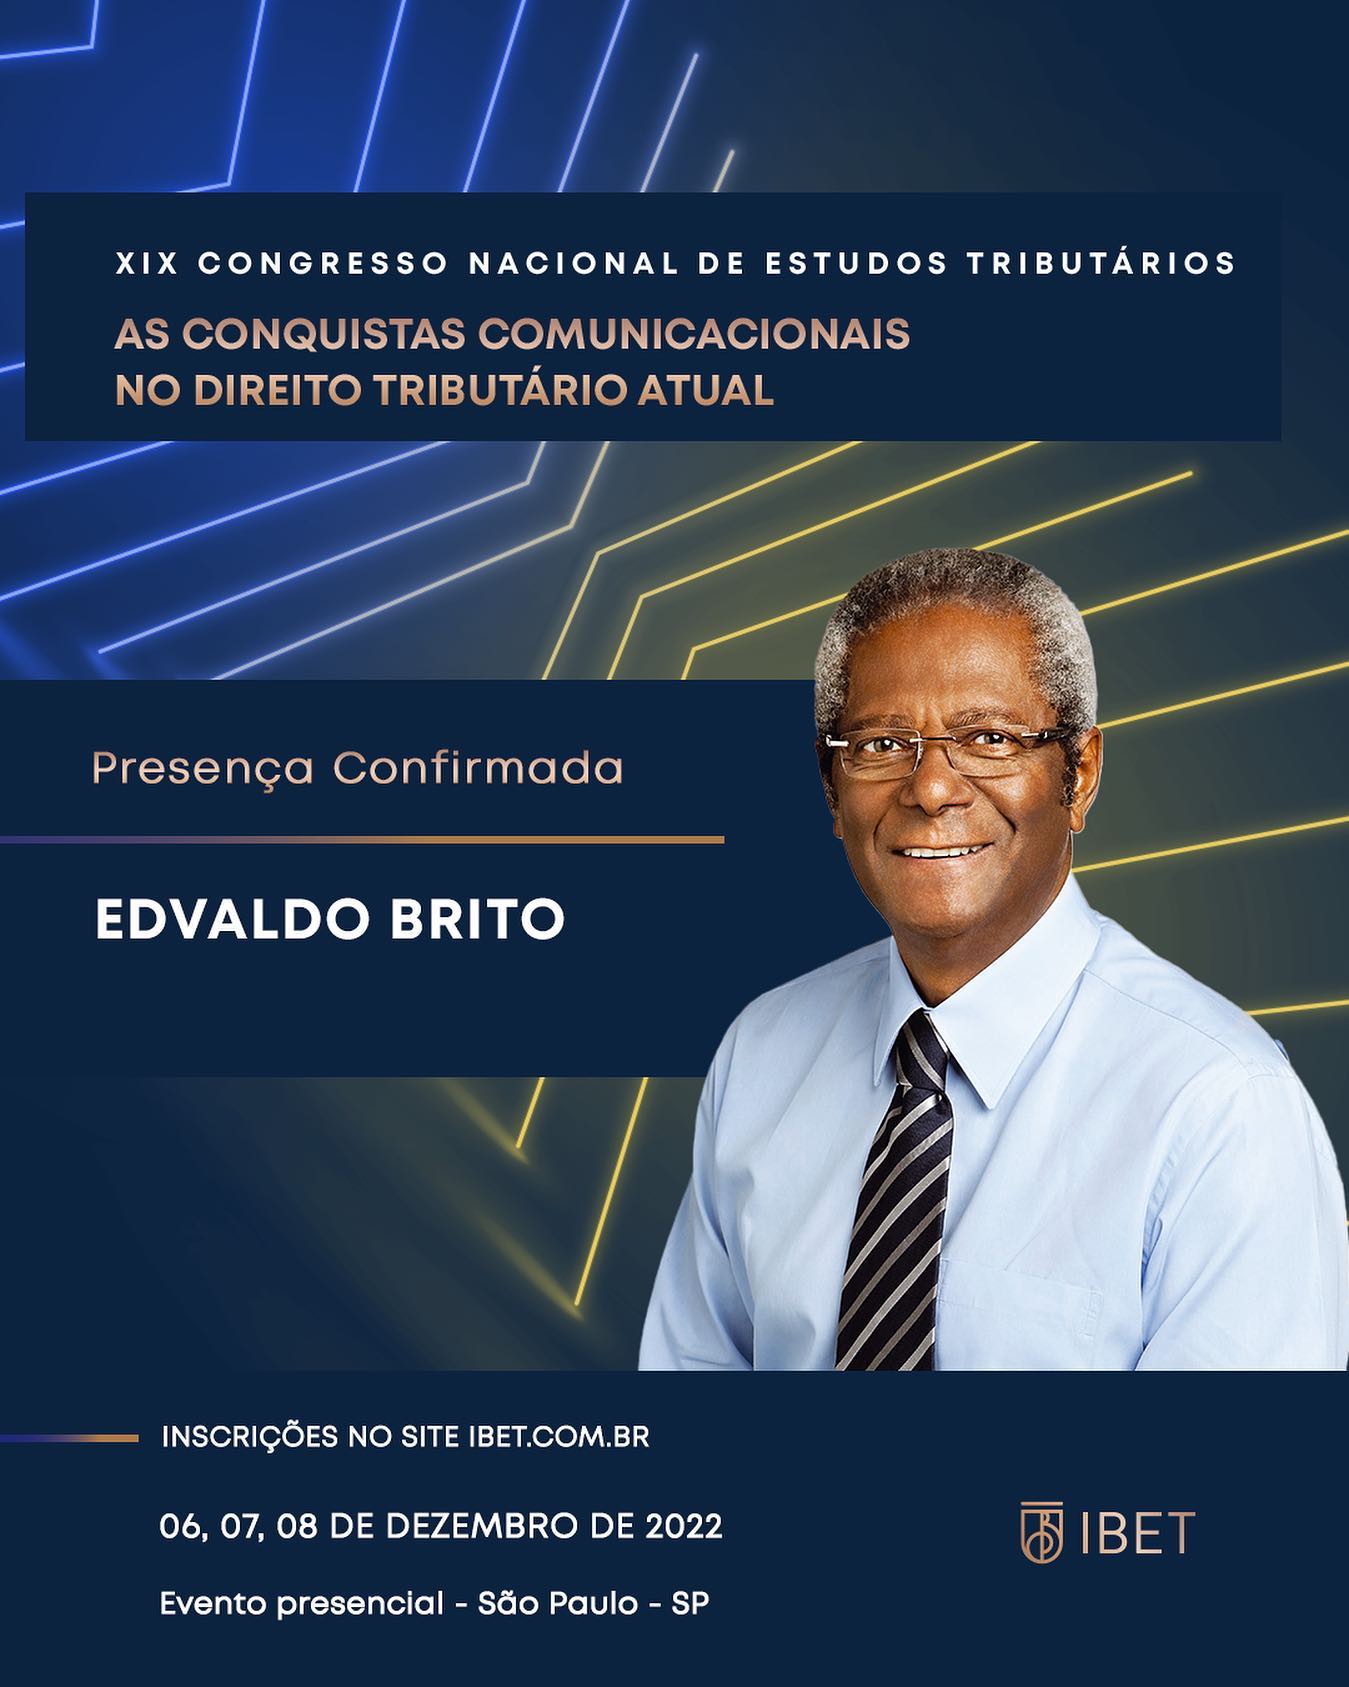 XIX CONGRESSO NACIONAL DE ESTUDOS TRIBUTÁRIOS
AS CONQUISTAS COMUNICACIONAIS
NO DIREITO TRIBUTÁRIO ATUAL
Presença Confirmada
EDVALDO BRITO
INSCRIÇÕES NO SITE IBET.COM.BR
06, 07, 08 DE DEZEMBRO DE 2022
Evento presencial - São Paulo - SP
IBET